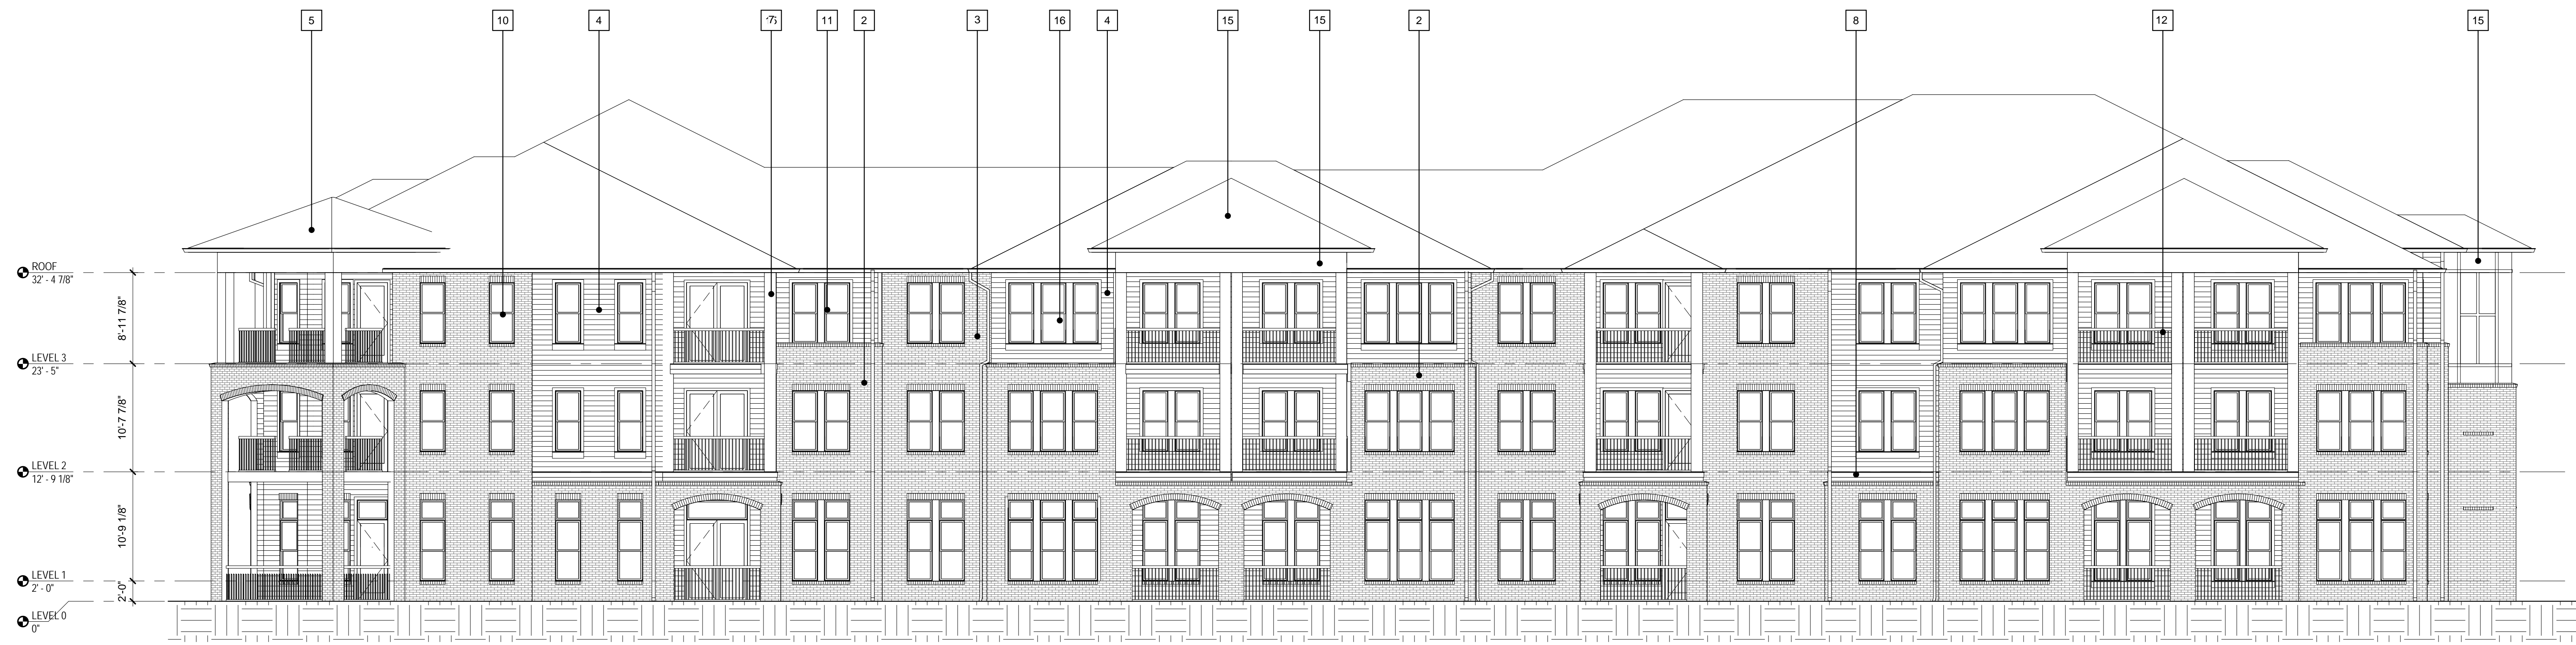 5 10 4 11 2 3 16 4 15 15 2 8 12 15
ROOF
32' - 4 7/8"
8'-11 7/8"
LEVEL 3
23' - 5"
10'-7 7/8"
LEVEL 2
12' - 9 1/8"
10'-9 1/8"
LEVEL 1
2' - 0"
2'-0"
LEVEL 0
0"